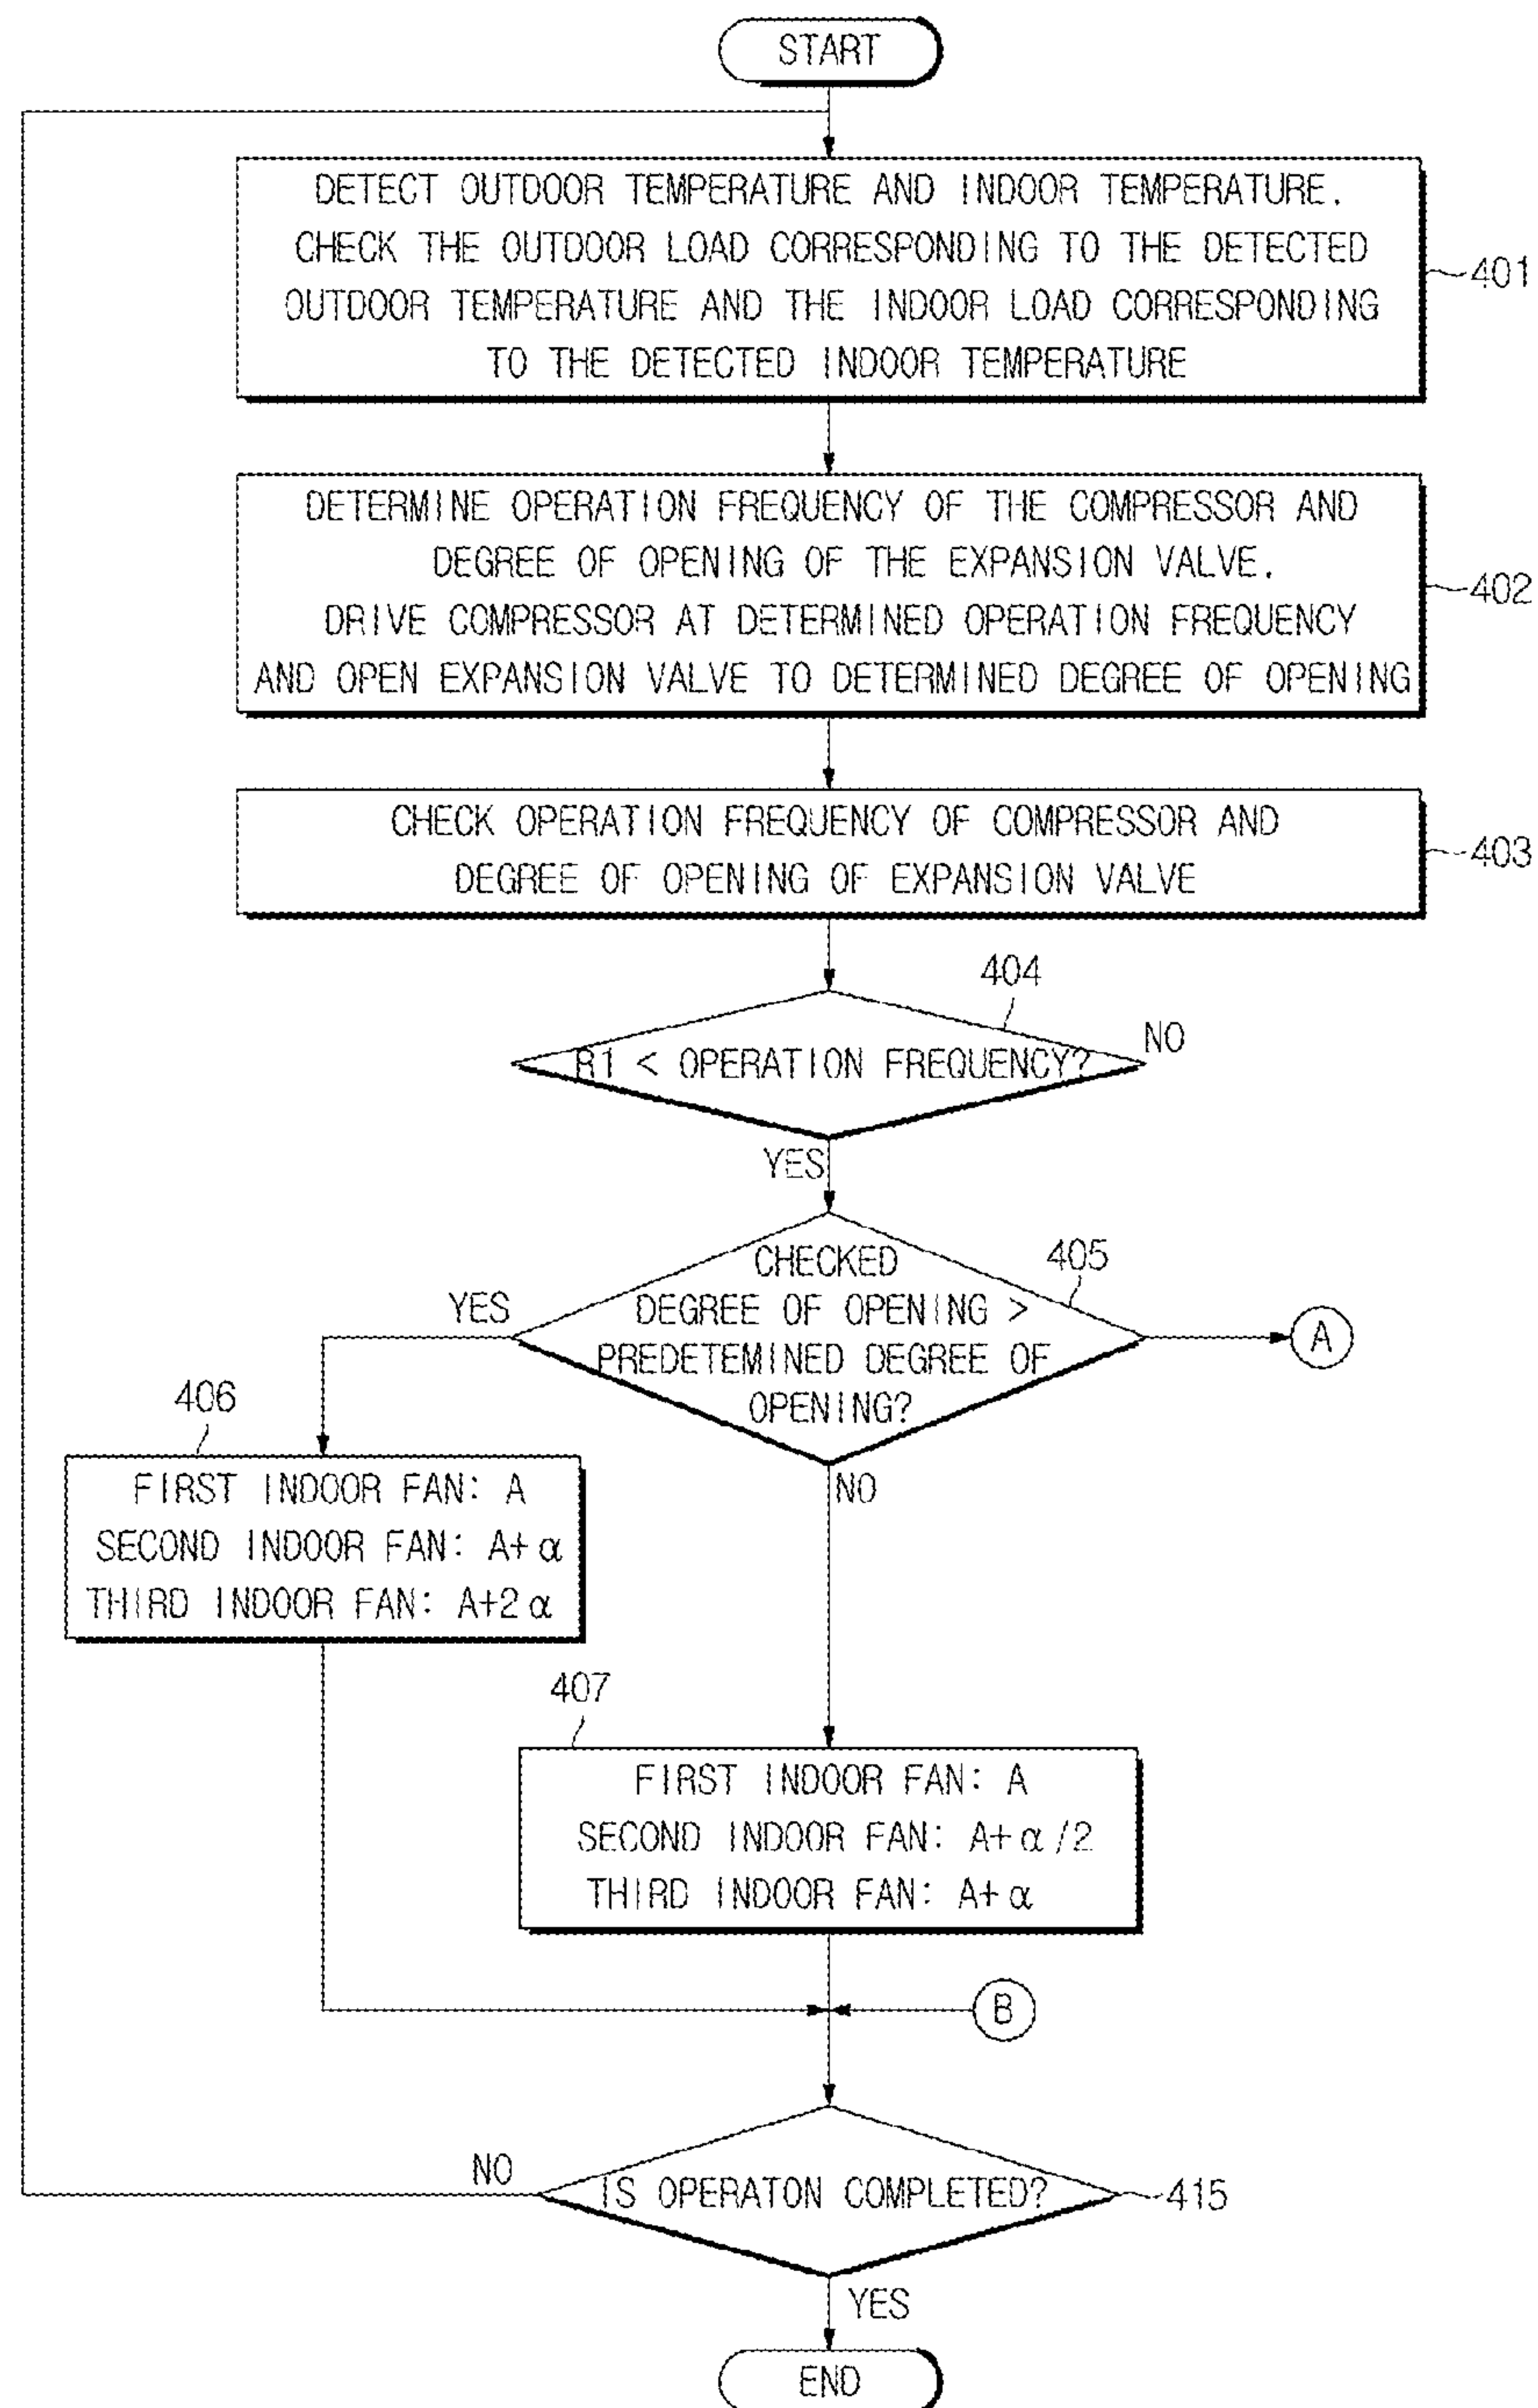 START
DETECT OUTDOOR TEMPERATURE AND INDOOR TEMPERATURE.
CHECK THE OUTDOOR LOAD CORRESPONDING TO THE DETECTED
OUTDOOR TEMPERATURE AND THE INDOOR LOAD CORRESPONDING
TO THE DETECTED INDOOR TEMPERATURE
401
DETERMINE OPERATION FREQUENCY OF THE COMPRESSOR AND
DEGREE OF OPENING OF THE EXPANSION VALVE.
DRIVE COMPRESSOR AT DETERMINED OPERATION FREQUENCY
AND OPEN EXPANSION VALVE TO DETERMINED DEGREE OF OPENING
402
CHECK OPERATION FREQUENCY OF COMPRESSOR AND
DEGREE OF OPENING OF EXPANSION VALVE
403
404
R1 < OPERATION FREQUENCY?
NO
YES
CHECKED
DEGREE OF OPENING >
PREDETEMINED DEGREE OF
OPENING?
405
YES
A
NO
406
FIRST INDOOR FAN: A
SECOND INDOOR FAN: A+α
THIRD INDOOR FAN: A+2α
407
FIRST INDOOR FAN: A
SECOND INDOOR FAN: A+α/2
THIRD INDOOR FAN: A+α
B
NO
IS OPERATON COMPLETED?
415
YES
END